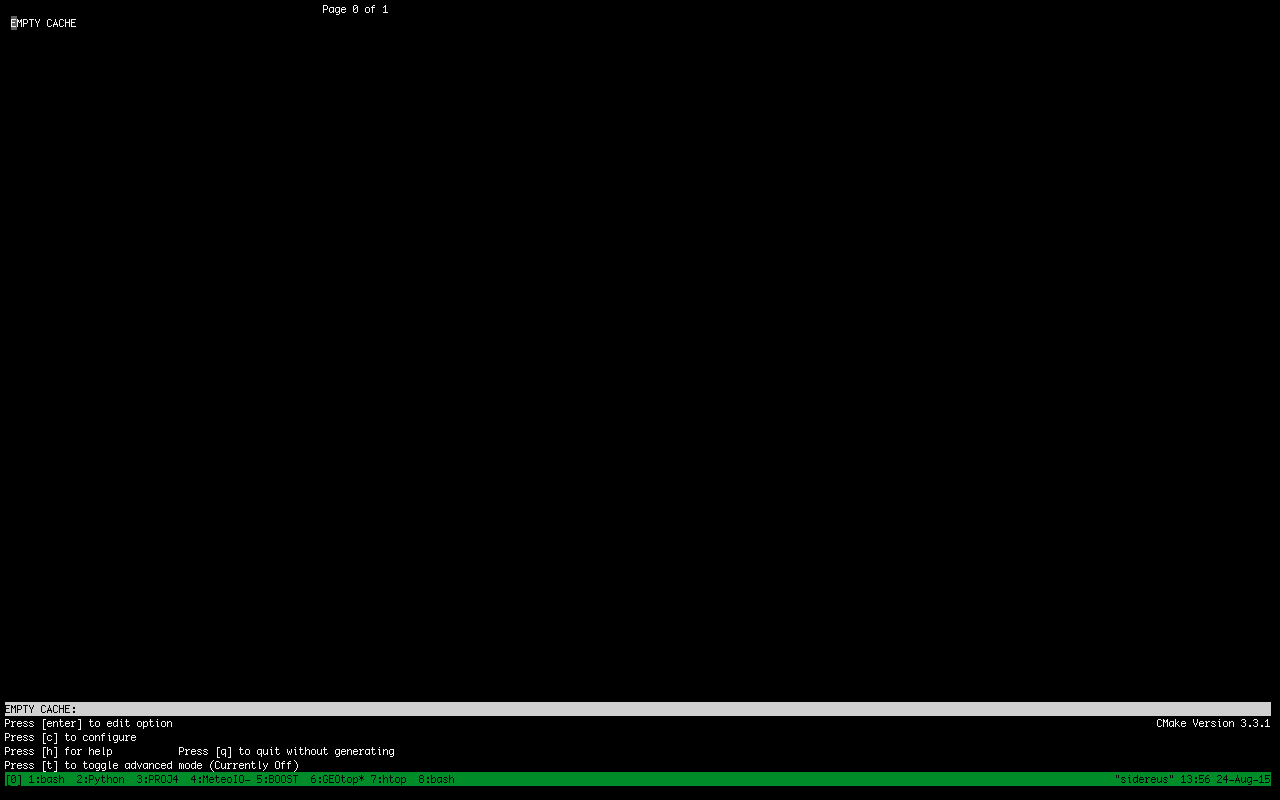 Page 0 of 1
EMPTY CACHE
EMPTY CACHE:
Press [enter] to edit option CMake Version 3.3.1
Press [c] to configure
Press [h] for help Press [q] to quit without generating
Press [t] to toggle advanced mode (Currently Off)
[0] 1:bash 2:Python 3:PROJ4 4:MeteoIO- 5:BOOST 6:GEOtop* 7:htop 8:bash "sidereus" 13:56 24-Aug-15